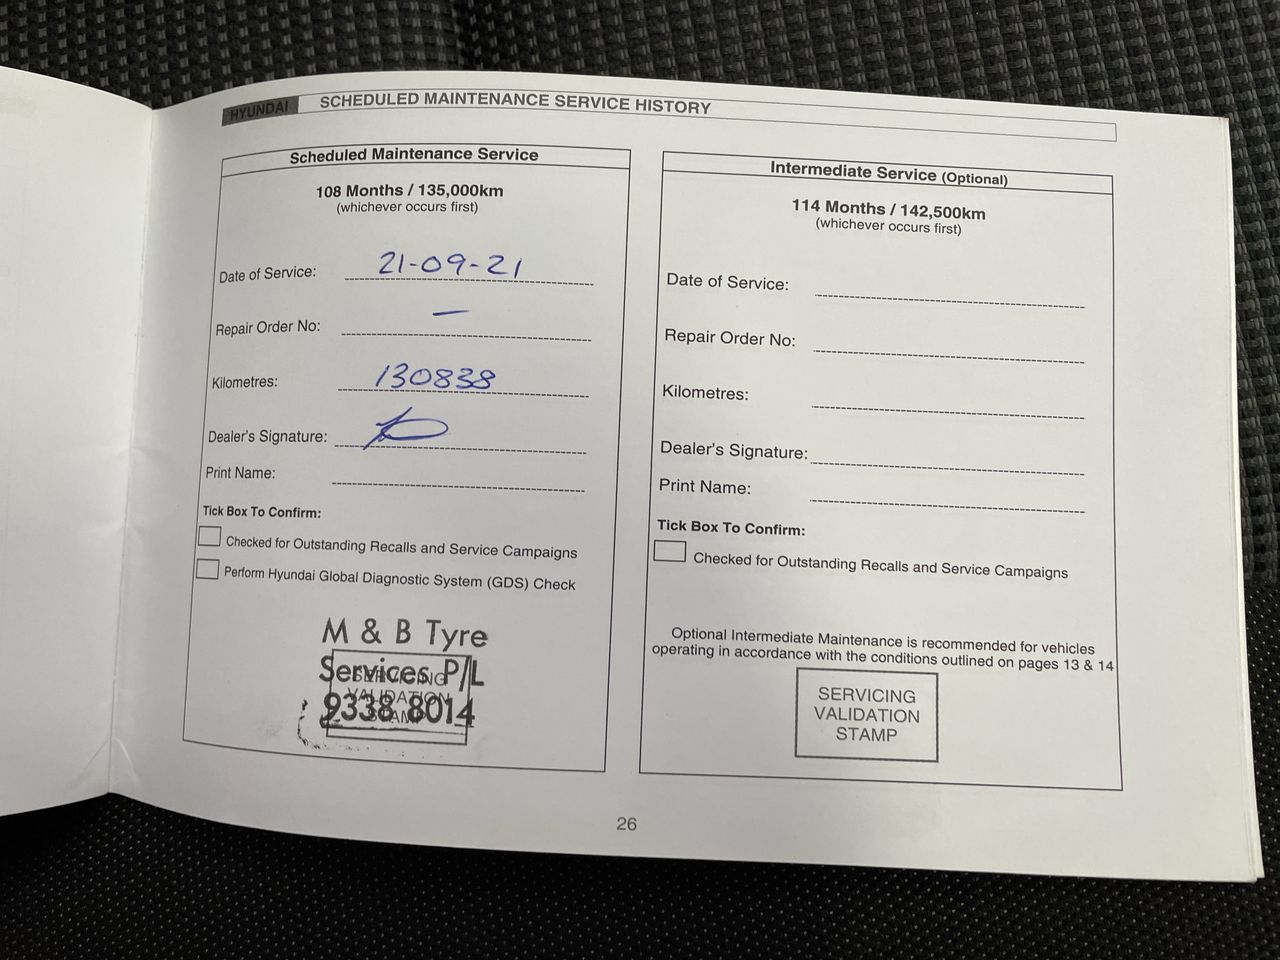 HYUNDAI SCHEDULED MAINTENANCE SERVICE HISTORY
Scheduled Maintenance Service
108 Months / 135,000km
(whichever occurs first)
Date of Service: 21-09-21
Repair Order No: —
Kilometres: 130838
Dealer's Signature:
Print Name:
Tick Box To Confirm:
Checked for Outstanding Recalls and Service Campaigns
Perform Hyundai Global Diagnostic System (GDS) Check
M & B Tyre
Services P/L
9338 8014
SERVICING
VALIDATION
STAMP
Intermediate Service (Optional)
114 Months / 142,500km
(whichever occurs first)
Date of Service:
Repair Order No:
Kilometres:
Dealer's Signature:
Print Name:
Tick Box To Confirm:
Checked for Outstanding Recalls and Service Campaigns
Optional Intermediate Maintenance is recommended for vehicles
operating in accordance with the conditions outlined on pages 13 & 14
SERVICING
VALIDATION
STAMP
26